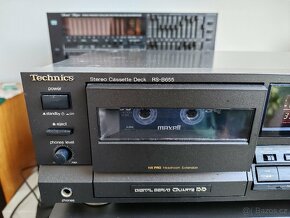 Technics
Stereo Cassette Deck RS-B655
power
standby
on
eject
maxell
phones level
HX PRO Headroom Extension
phones
DIGITAL SERVO Quartz DD